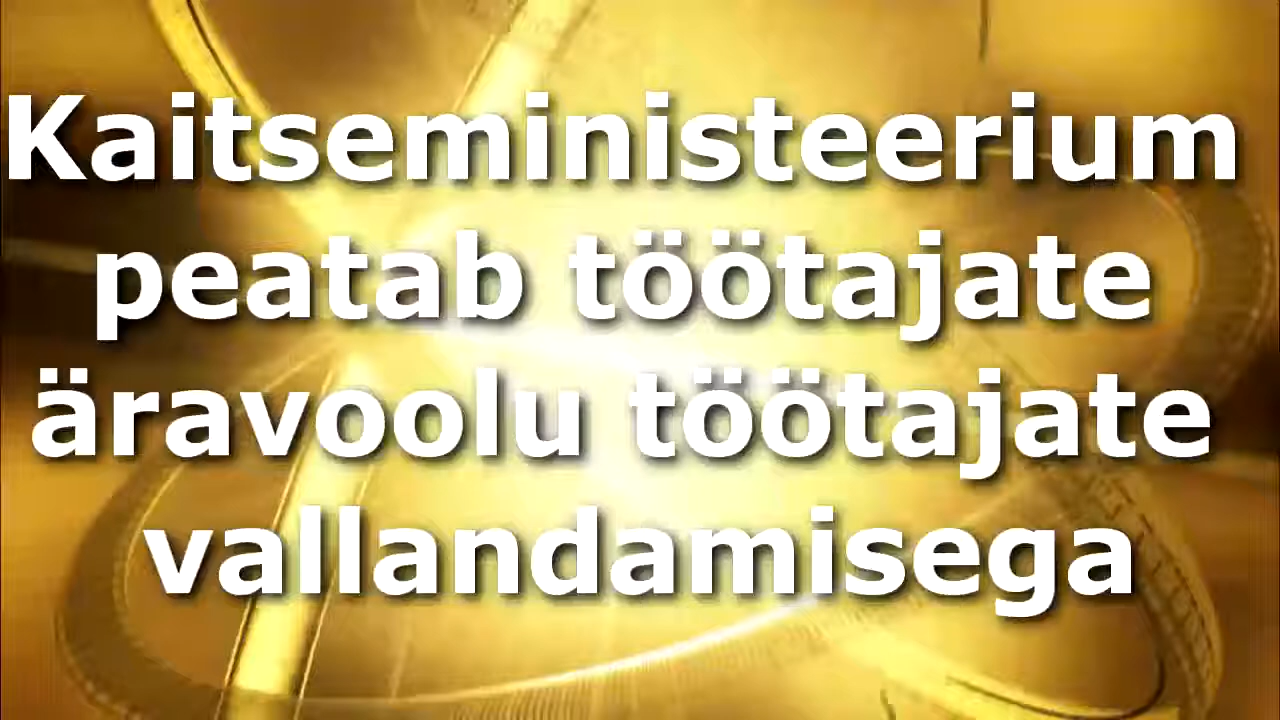 Kaitseministeerium
peatab töötajate
äravoolu töötajate
vallandamisega